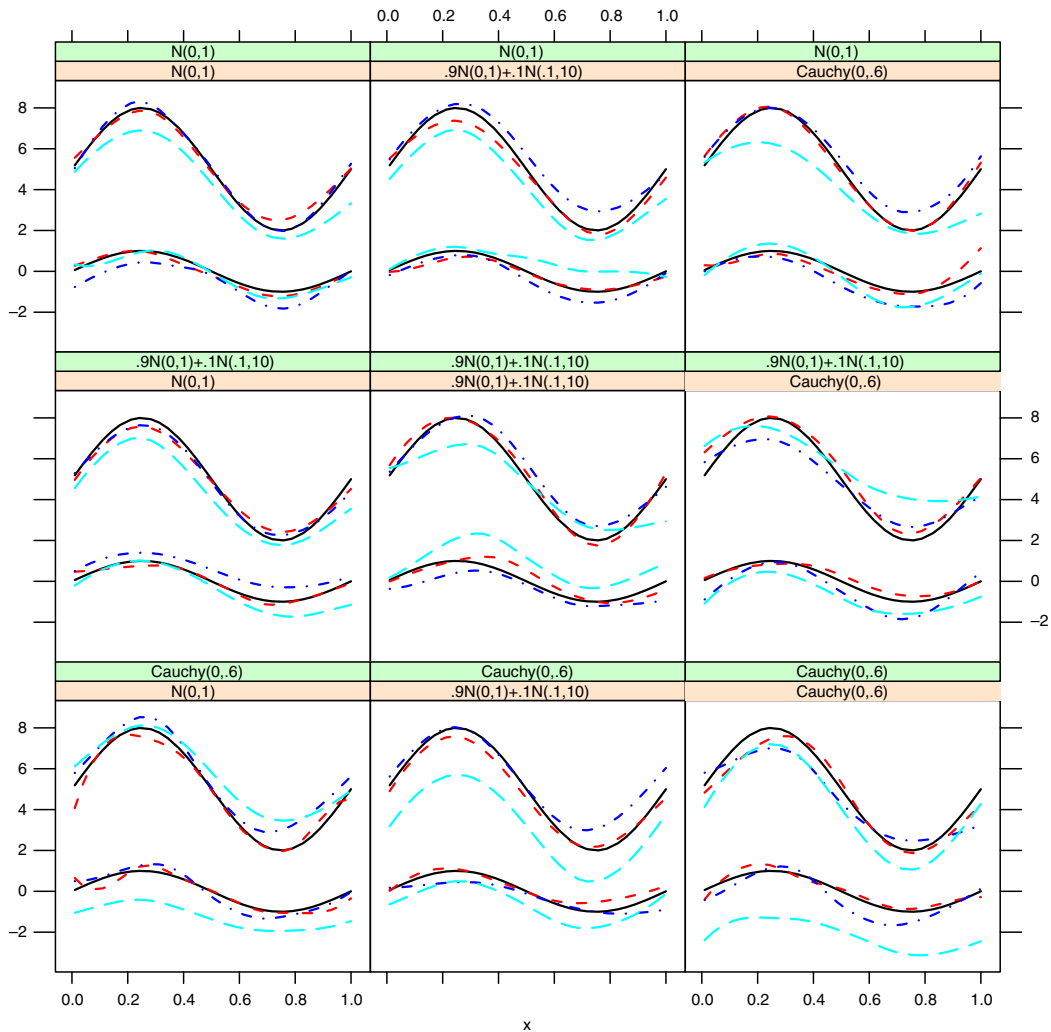 0.0 0.2 0.4 0.6 0.8 1.0
N(0,1) N(0,1) N(0,1)
N(0,1) .9N(0,1)+.1N(.1,10) Cauchy(0,.6)
8
6
4
2
0
−2
.9N(0,1)+.1N(.1,10) .9N(0,1)+.1N(.1,10) .9N(0,1)+.1N(.1,10)
N(0,1) .9N(0,1)+.1N(.1,10) Cauchy(0,.6)
8
6
4
2
0
−2
Cauchy(0,.6) Cauchy(0,.6) Cauchy(0,.6)
N(0,1) .9N(0,1)+.1N(.1,10) Cauchy(0,.6)
8
6
4
2
0
−2
0.0 0.2 0.4 0.6 0.8 1.0 0.0 0.2 0.4 0.6 0.8 1.0
x